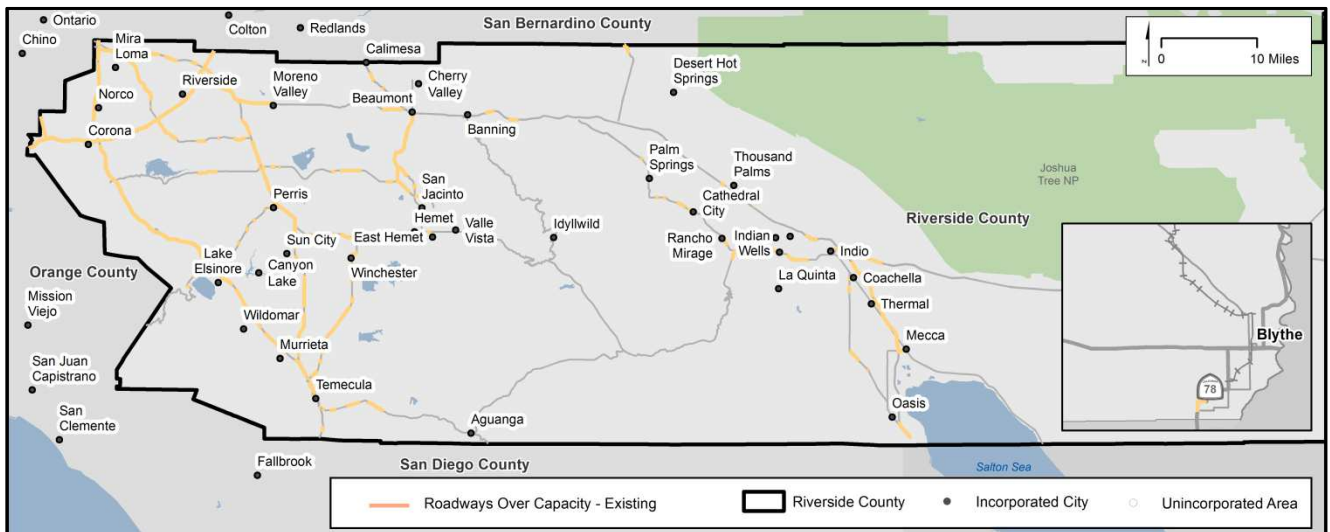 Ontario
Chino
Mira
Loma
Colton
Redlands
San Bernardino County
N
0
10 Miles
Calimesa
Riverside
Moreno
Valley
Cherry
Valley
Desert Hot
Springs
Norco
Beaumont
Corona
Banning
Palm
Springs
Thousand
Palms
Joshua
Tree NP
San
Jacinto
Cathedral
City
Perris
Hemet
Valle
Vista
Idyllwild
Riverside County
Sun City
East Hemet
Rancho
Mirage
Indian
Wells
Indio
Orange County
Lake
Elsinore
Canyon
Lake
Winchester
La Quinta
Coachella
Mission
Viejo
Thermal
Wildomar
Mecca
Blythe
Murrieta
San Juan
Capistrano
Temecula
78
San
Clemente
Aguanga
Oasis
Fallbrook
San Diego County
Salton Sea
Roadways Over Capacity - Existing
Riverside County
Incorporated City
Unincorporated Area